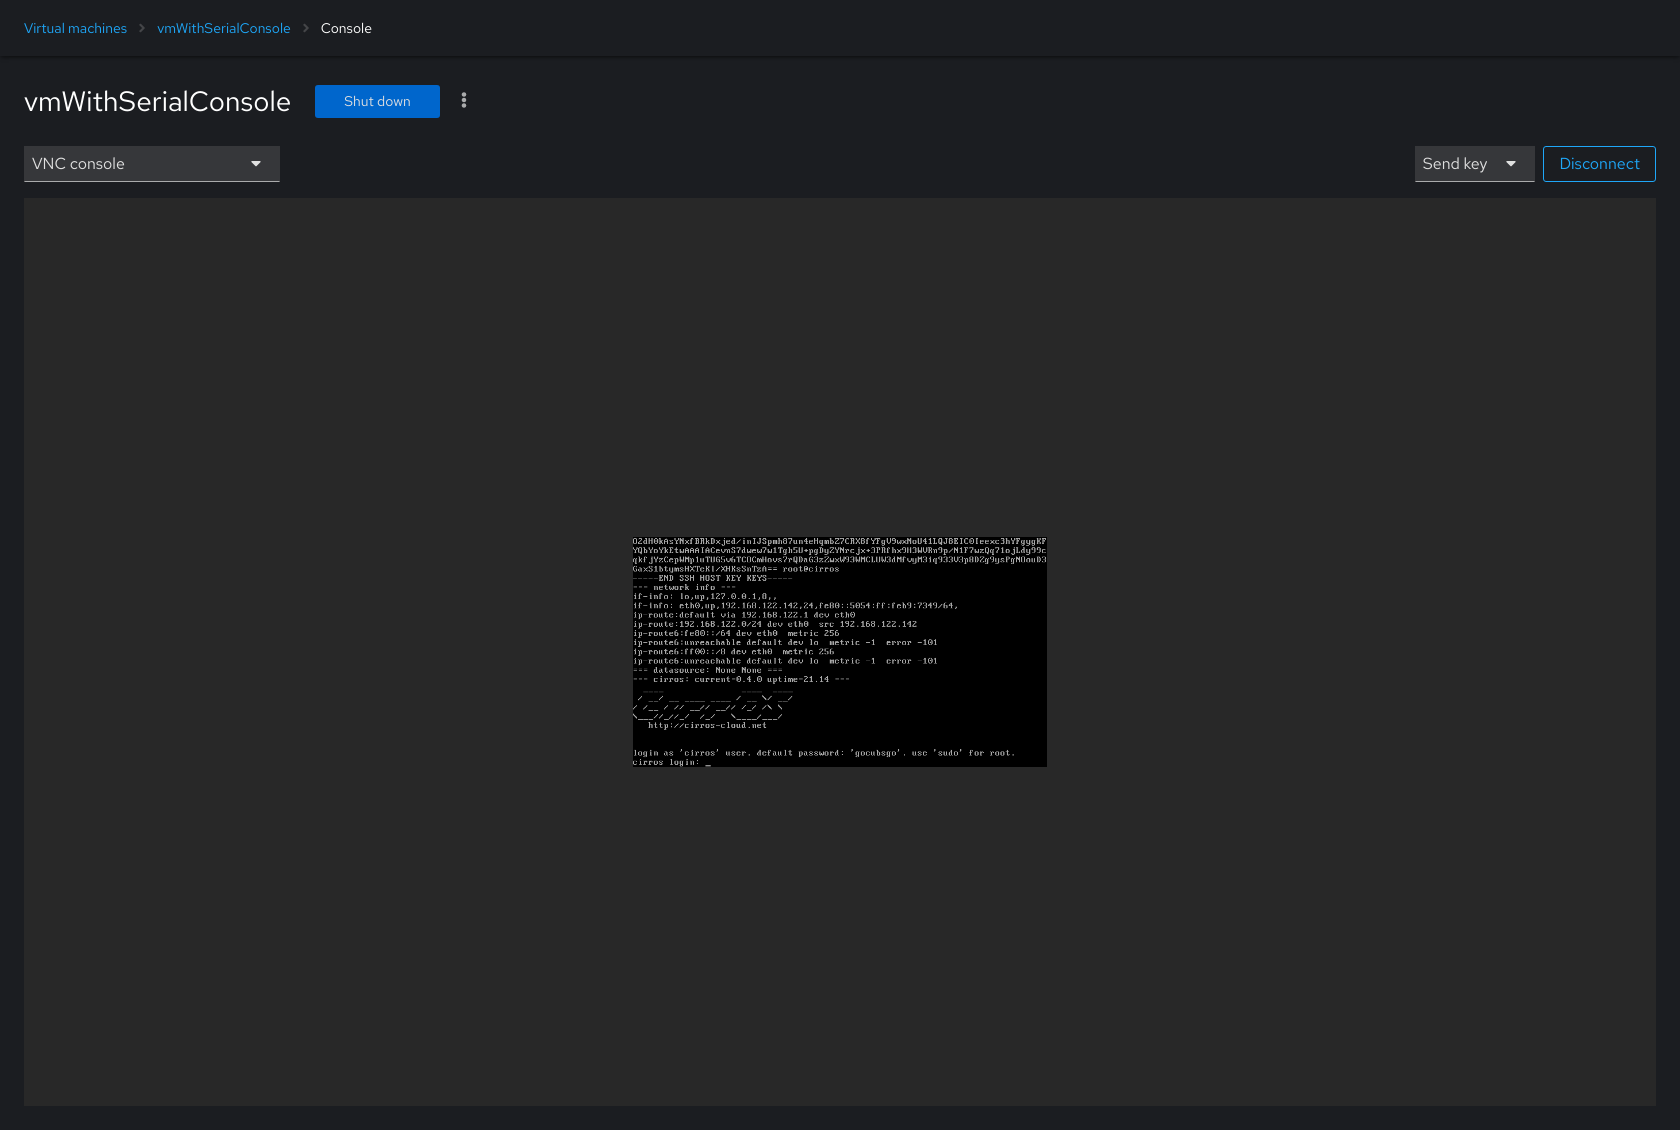 Virtual machines > vmWithSerialConsole > Console
vmWithSerialConsole Shut down
VNC console Send key Disconnect
GaxS1btymsHXTcKI/XHKsSnTzA== root@cirros
-----END SSH HOST KEY KEYS-----
--- network info ---
if-info: lo,up,127.0.0.1,8,,
if-info: eth0,up,192.168.122.142,24,fe80::5054:ff:feb9:7349/64,
ip-route:default via 192.168.122.1 dev eth0
ip-route:192.168.122.0/24 dev eth0  src 192.168.122.142
ip-route6:fe80::/64 dev eth0  metric 256
ip-route6:unreachable default dev lo  metric -1  error -101
ip-route6:ff00::/8 dev eth0  metric 256
ip-route6:unreachable default dev lo  metric -1  error -101
=== datasource: None None ===
=== cirros: current=0.4.0 uptime=21.14 ===
http://cirros-cloud.net
login as 'cirros' user. default password: 'gocubsgo'. use 'sudo' for root.
cirros login: _